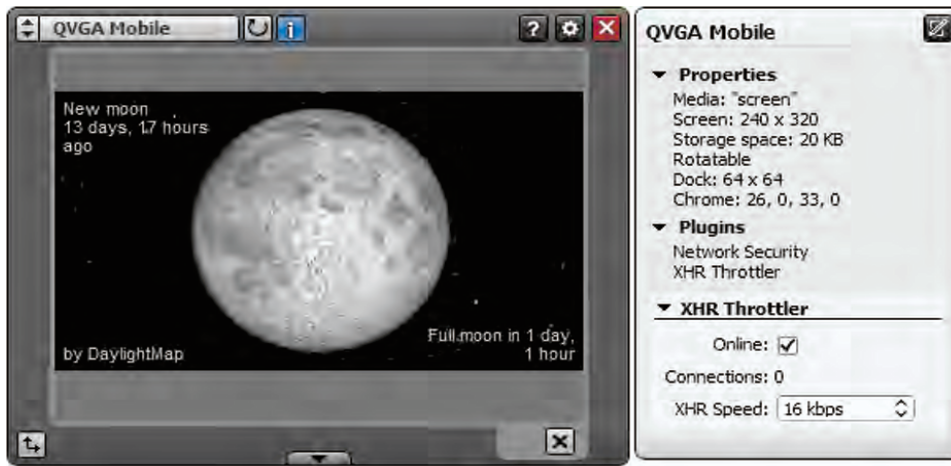 QVGA Mobile
i
?
New moon
13 days, 17 hours
ago
Full moon in 1 day,
1 hour
by DaylightMap
QVGA Mobile
Properties
Media: "screen"
Screen: 240 x 320
Storage space: 20 KB
Rotatable
Dock: 64 x 64
Chrome: 26, 0, 33, 0
Plugins
Network Security
XHR Throttler
XHR Throttler
Online:
Connections: 0
XHR Speed: 16 kbps